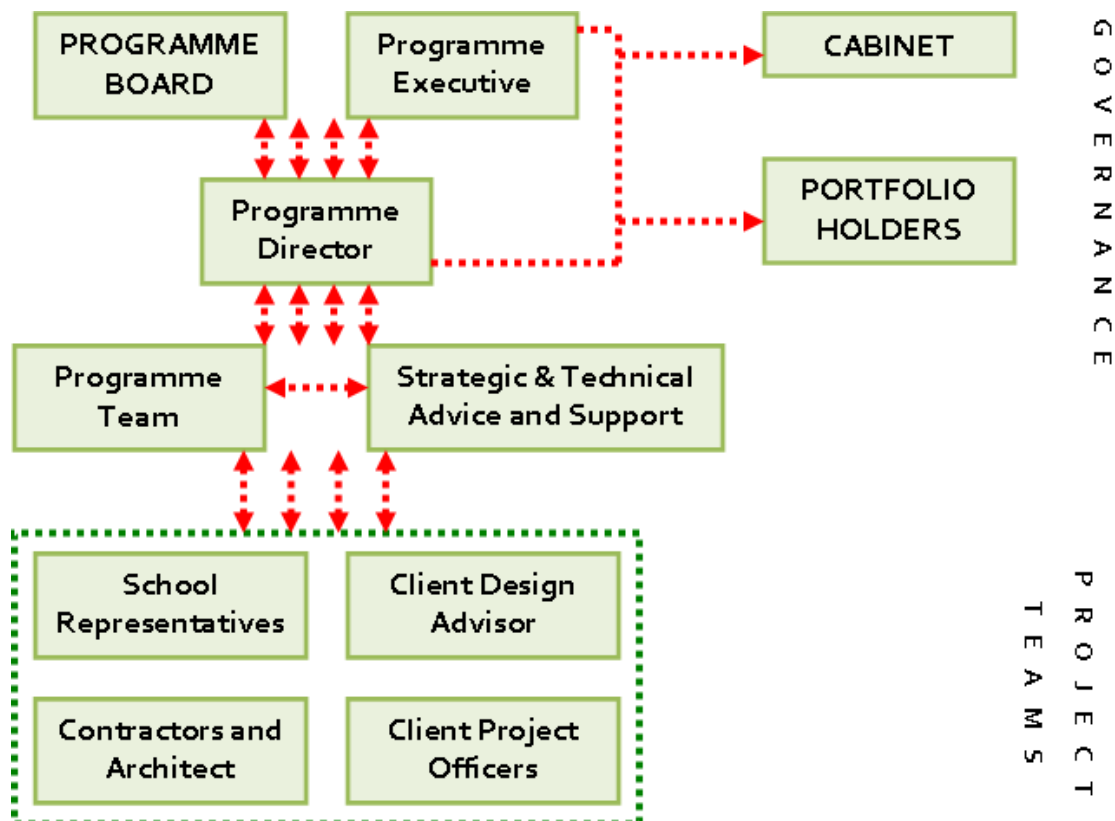 PROGRAMME
BOARD
Programme
Executive
CABINET
PORTFOLIO
HOLDERS
Programme
Director
Programme
Team
Strategic & Technical
Advice and Support
School
Representatives
Client Design
Advisor
Contractors and
Architect
Client Project
Officers
GOVERNANCE
PROJECT
TEAMS